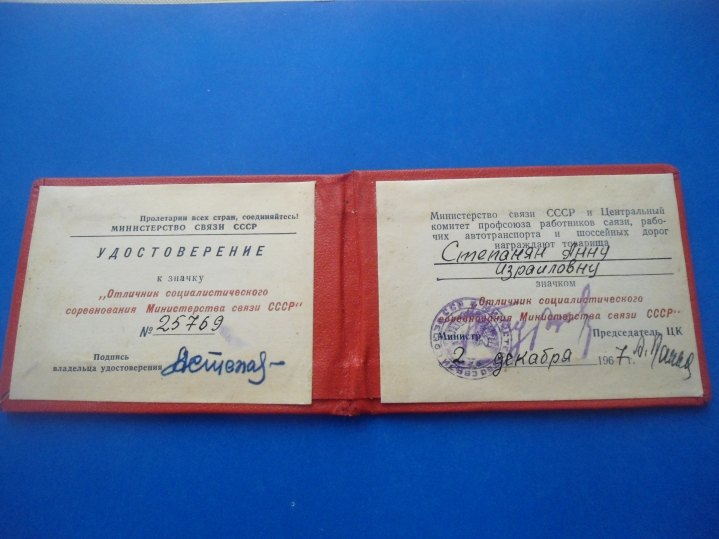 Пролетарии всех стран, соединяйтесь!
МИНИСТЕРСТВО СВЯЗИ СССР
УДОСТОВЕРЕНИЕ
к значку
„Отличник социалистического
соревнования Министерства связи СССР“
№ 25769
Подпись
владельца удостоверения
Министерство связи СССР и Центральный
комитет профсоюза работников связи, рабо-
чих автотранспорта и шоссейных дорог
награждают товарища
Степанян Анну
Израиловну
значком
„Отличник социалистического
соревнования Министерства связи СССР“
Министр Председатель ЦК
2 декабря 1967 г.